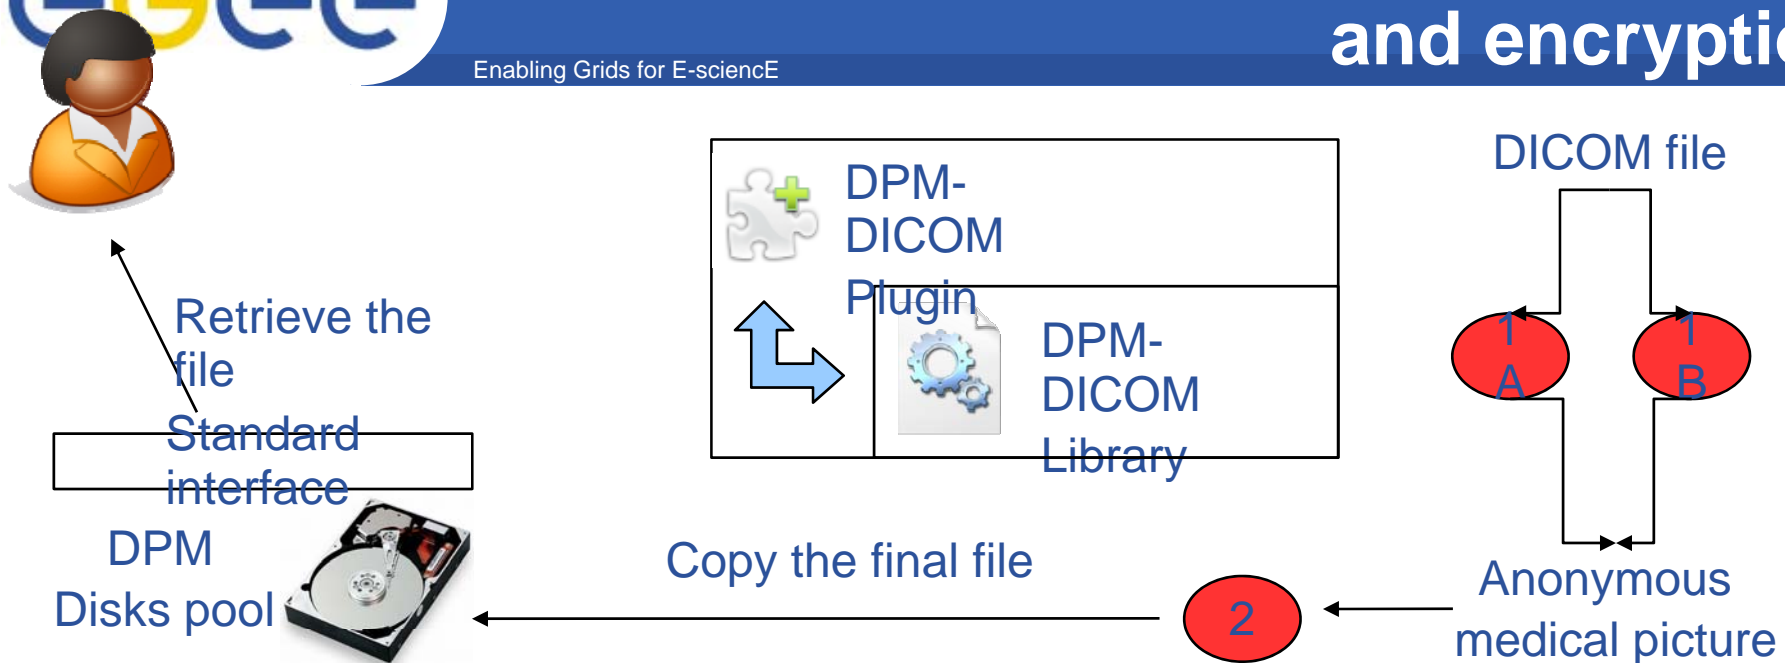 and encryptio
Enabling Grids for E-sciencE
DICOM file
DPM-
DICOM
Plugin
DPM-
DICOM
Library
1
A
1
B
Retrieve the
file
Standard
interface
DPM
Disks pool
Copy the final file
2
Anonymous
medical picture